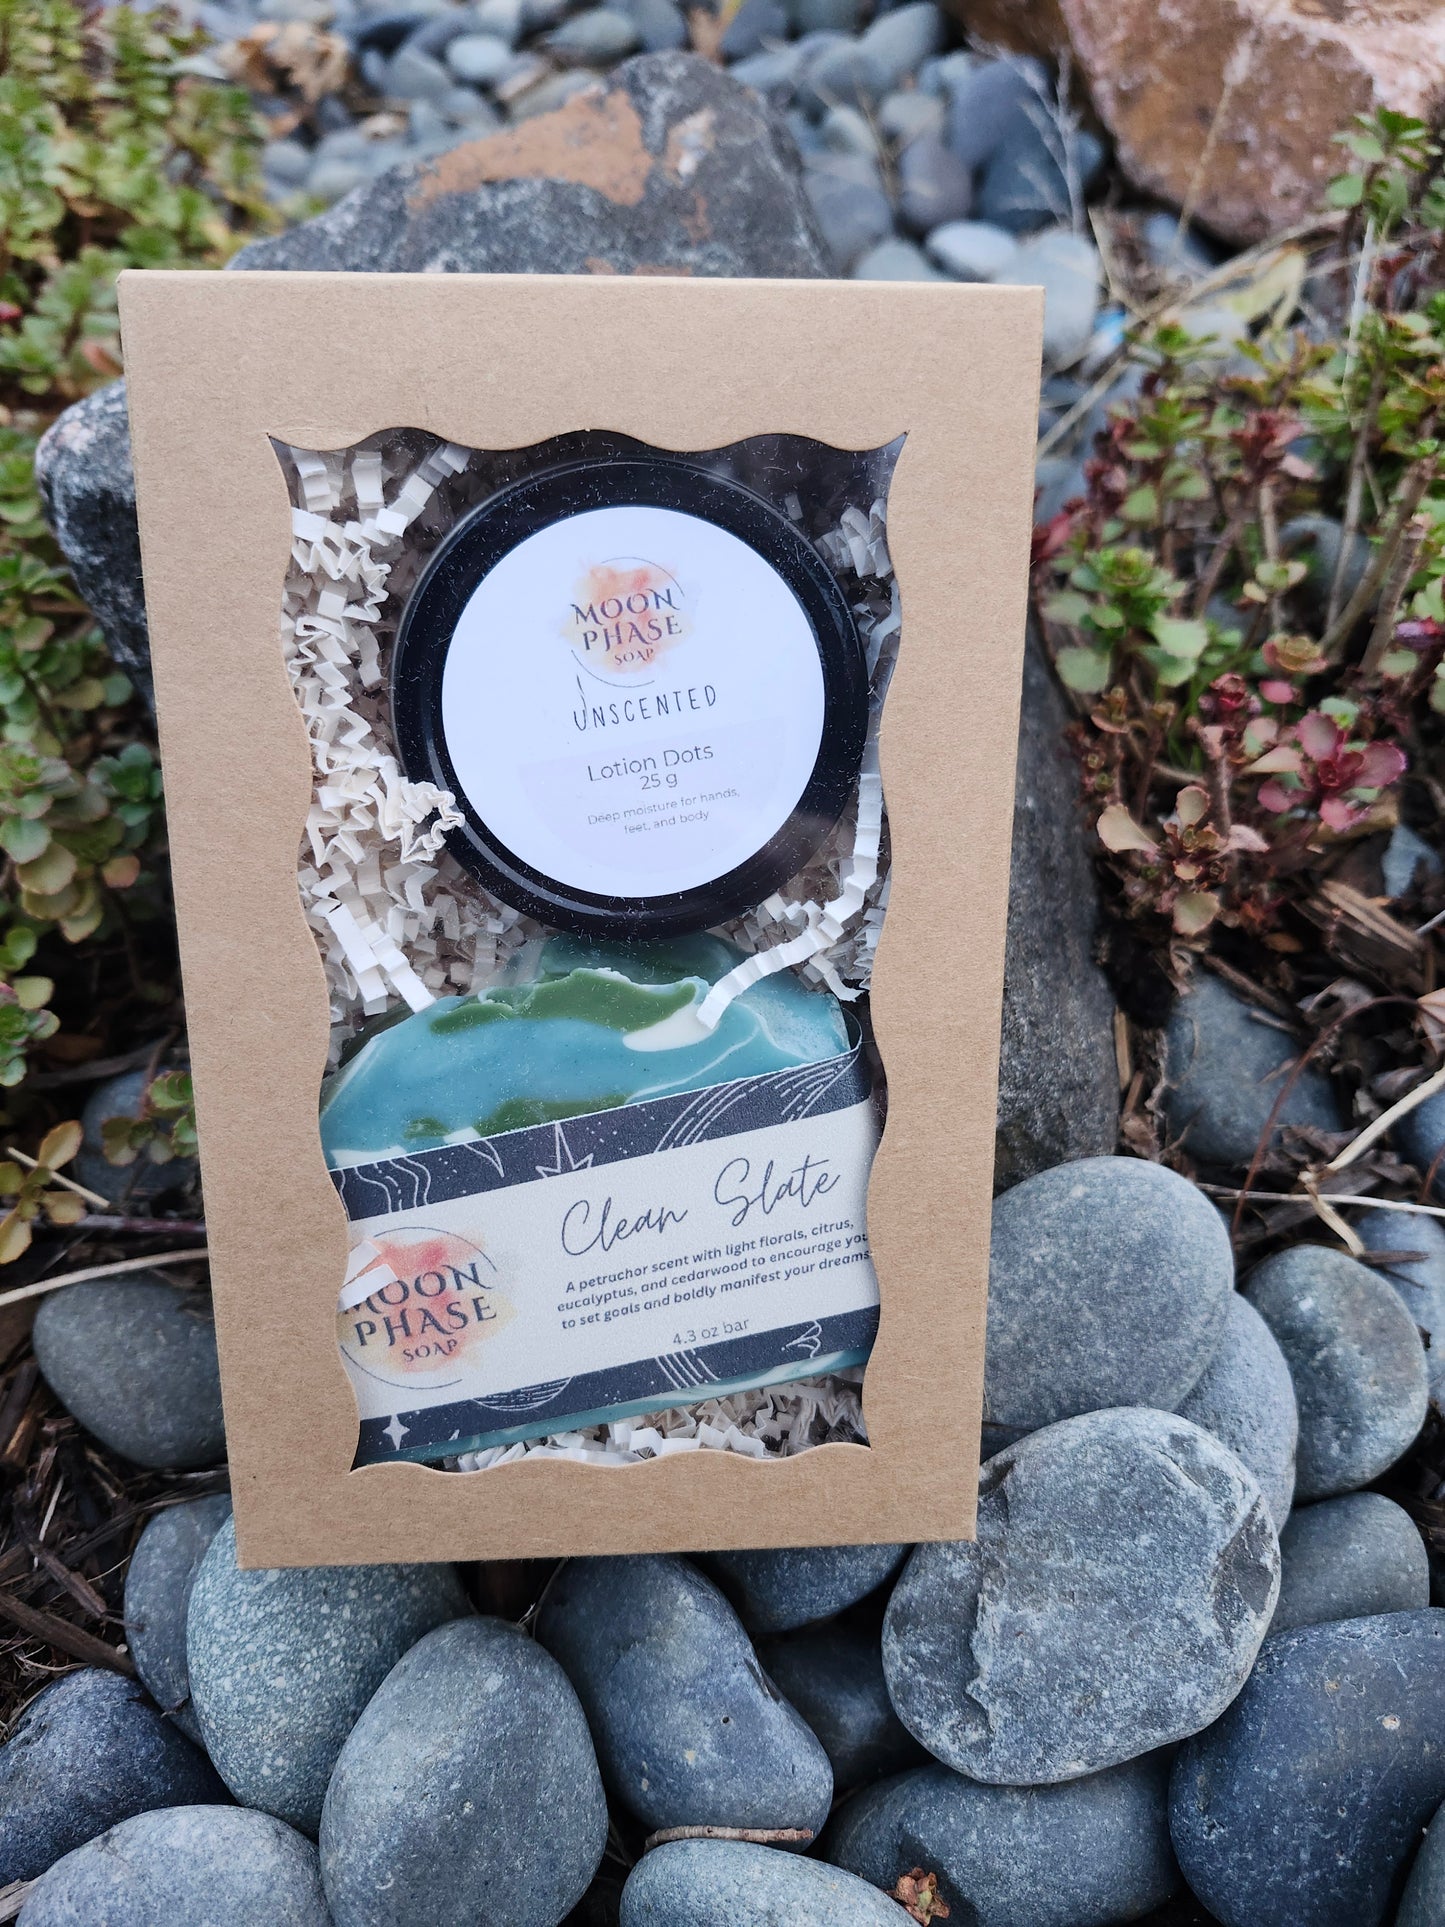 MOON
PHASE
SOAP
UNSCENTED
Lotion Dots
25 g
Deep moisture for hands,
feet, and body
Clean Slate
A petruchor scent with light florals, citrus,
eucalyptus, and cedarwood to encourage you
to set goals and boldly manifest your dreams.
4.3 oz bar
MOON
PHASE
SOAP